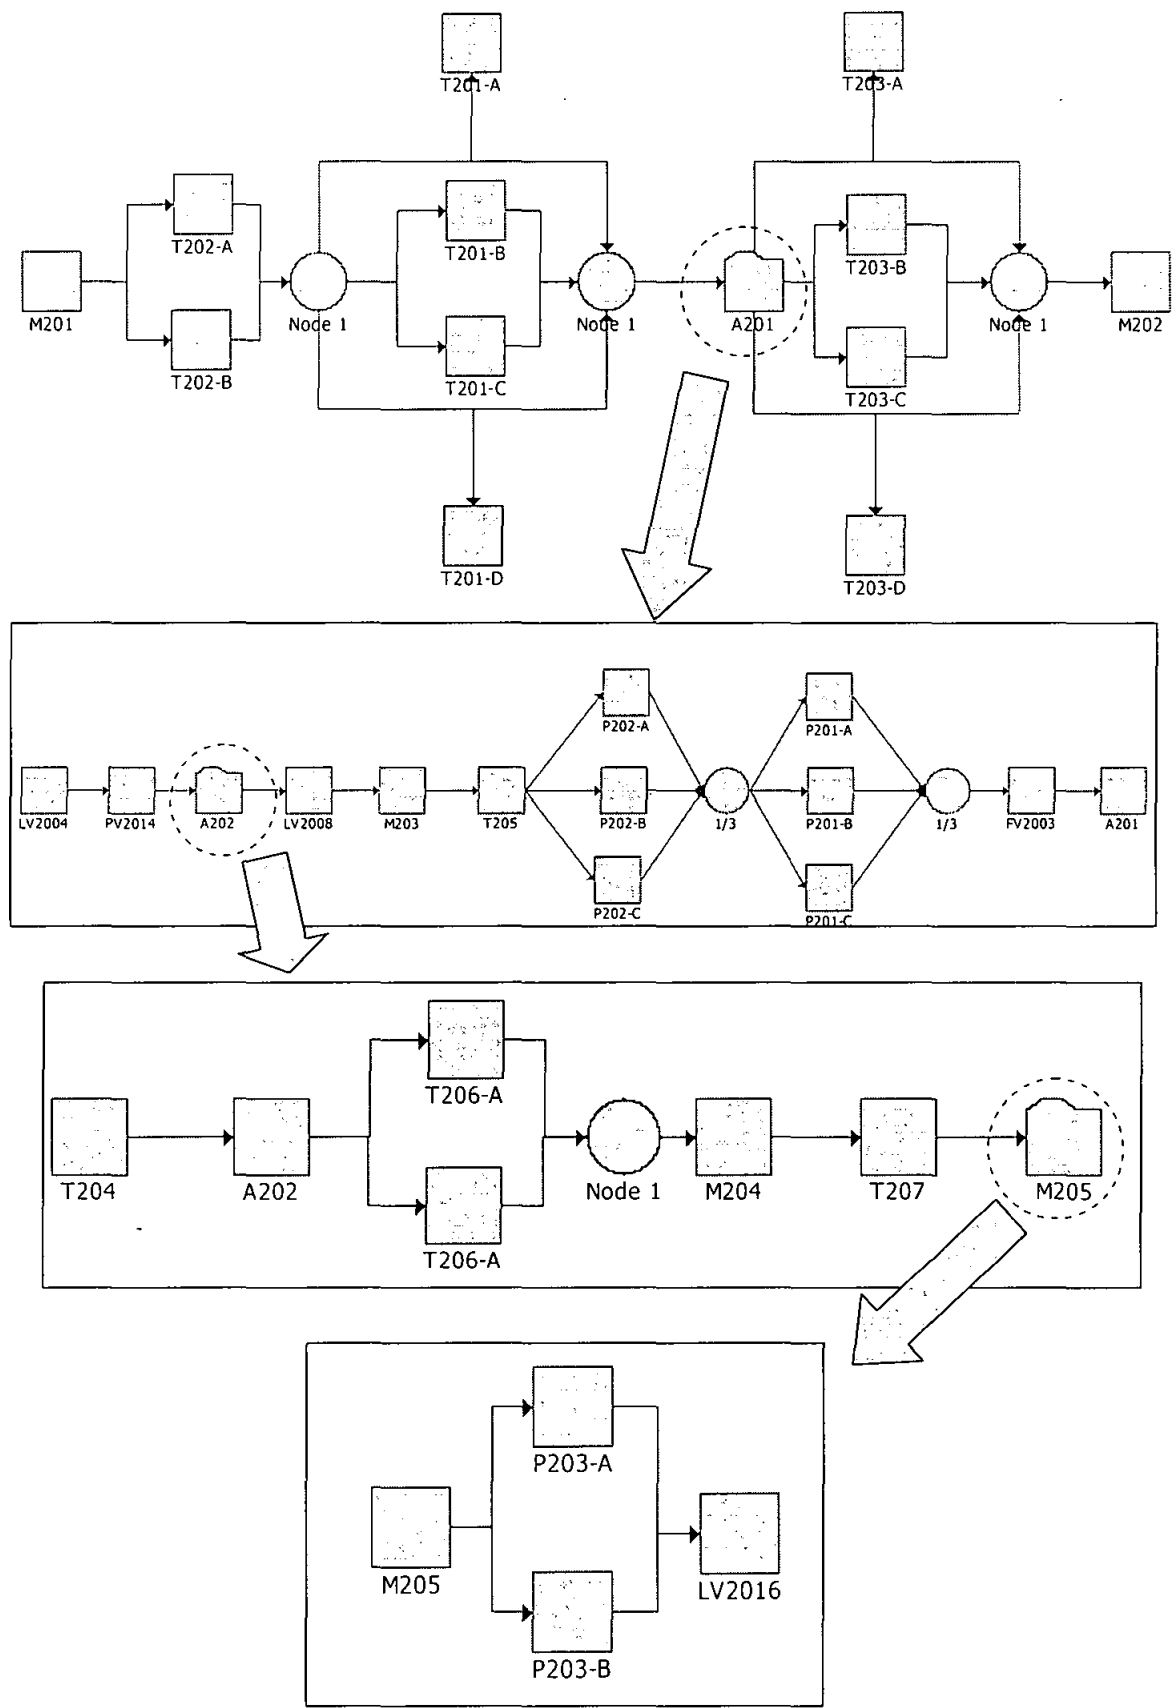 T201-A
T203-A
T202-A
T201-B
T203-B
M201
Node 1
Node 1
A201
Node 1
M202
T202-B
T201-C
T203-C
T201-D
T203-D
P202-A
P201-A
LV2004
PV2014
A202
LV2008
M203
T205
P202-B
1/3
P201-B
1/3
FV2003
A201
P202-C
P201-C
T206-A
T204
A202
Node 1
M204
T207
M205
T206-A
P203-A
M205
LV2016
P203-B